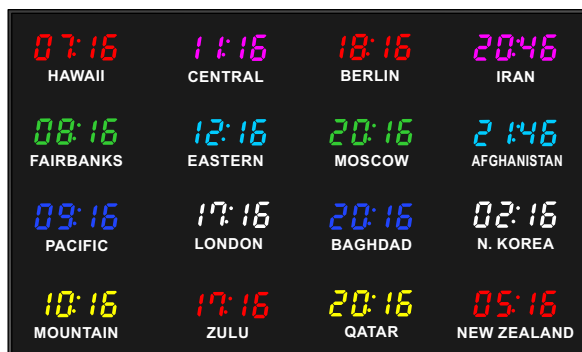 07:16 11:16 18:16 20:46
HAWAII CENTRAL BERLIN IRAN
08:16 12:16 20:16 21:46
FAIRBANKS EASTERN MOSCOW AFGHANISTAN
09:16 17:16 20:16 02:16
PACIFIC LONDON BAGHDAD N. KOREA
10:16 17:16 20:16 05:16
MOUNTAIN ZULU QATAR NEW ZEALAND